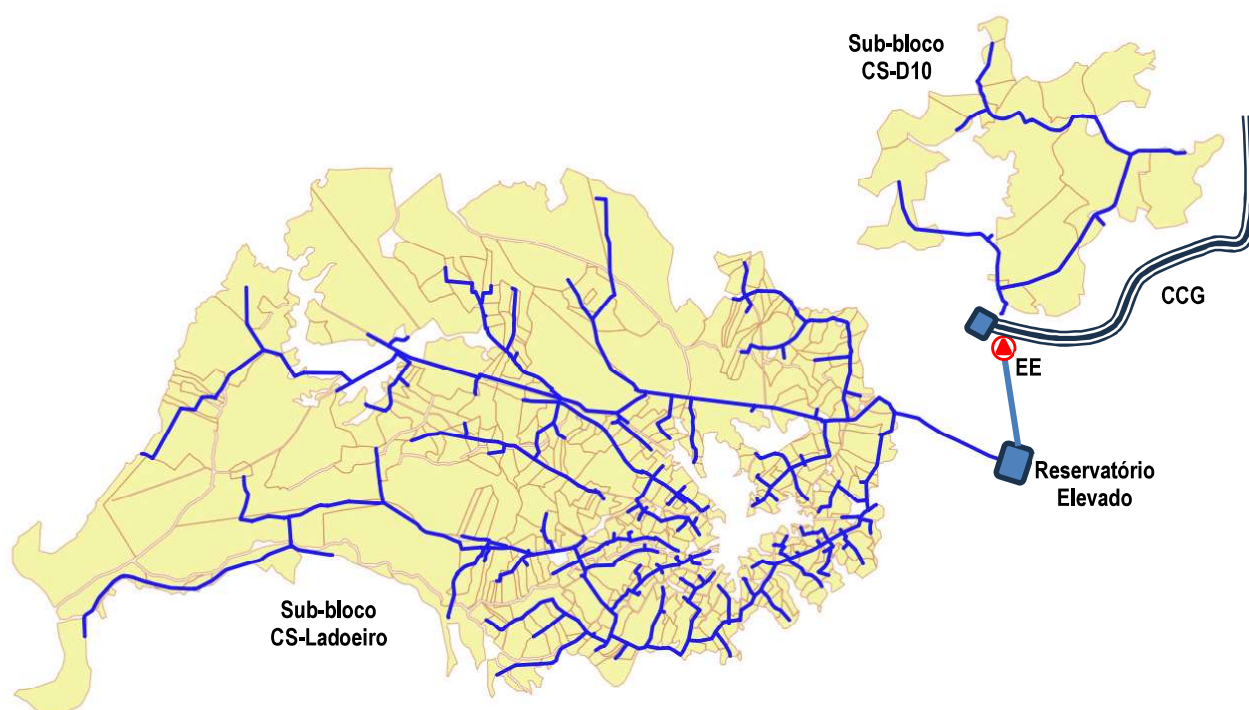 Sub-bloco
CS-D10
CCG
EE
Reservatório
Elevado
Sub-bloco
CS-Ladoeiro